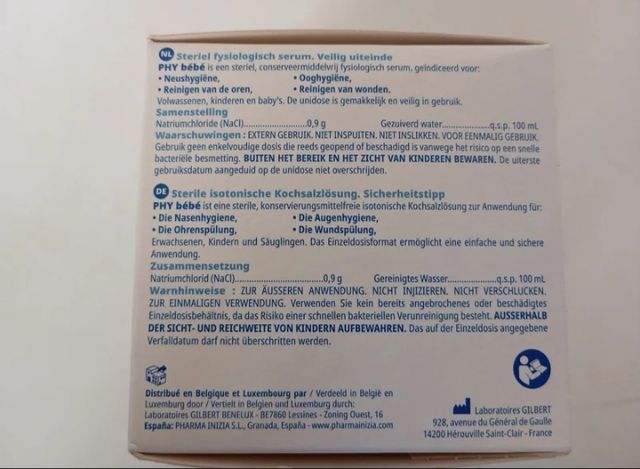 NL Steriel fysiologisch serum. Veilig uiteinde
PHY bébé is een steriel, conserveermiddelvrij fysiologisch serum, geïndiceerd voor:
• Neushygiëne, • Ooghygiëne,
• Reinigen van de oren, • Reinigen van wonden.
Volwassenen, kinderen en baby's. De unidose is gemakkelijk en veilig in gebruik.
Samenstelling
Natriumchloride (NaCl)..............................0,9 g Gezuiverd water....................q.s.p. 100 mL
Waarschuwingen : EXTERN GEBRUIK. NIET INSPUITEN. NIET INSLIKKEN. VOOR EENMALIG GEBRUIK.
Gebruik geen enkelvoudige dosis die reeds geopend of beschadigd is vanwege het risico op een snelle
bacteriële besmetting. BUITEN HET BEREIK EN HET ZICHT VAN KINDEREN BEWAREN. De uiterste
gebruiksdatum aangeduid op de unidose niet overschrijden.
DE Sterile isotonische Kochsalzlösung. Sicherheitstipp
PHY bébé ist eine sterile, konservierungsmittelfreie isotonische Kochsalzlösung zur Anwendung für:
• Die Nasenhygiene, • Die Augenhygiene,
• Die Ohrenspülung, • Die Wundspülung,
Erwachsenen, Kindern und Säuglingen. Das Einzeldosisformat ermöglicht eine einfache und sichere
Anwendung.
Zusammensetzung
Natriumchlorid (NaCl)..............................0,9 g Gereinigtes Wasser....................q.s.p. 100 mL
Warnhinweise : ZUR ÄUSSEREN ANWENDUNG. NICHT INJIZIEREN. NICHT VERSCHLUCKEN.
ZUR EINMALIGEN VERWENDUNG. Verwenden Sie kein bereits angebrochenes oder beschädigtes
Einzeldosisbehältnis, da das Risiko einer schnellen bakteriellen Verunreinigung besteht. AUSSERHALB
DER SICHT- UND REICHWEITE VON KINDERN AUFBEWAHREN. Das auf der Einzeldosis angegebene
Verfalldatum darf nicht überschritten werden.
Distribué en Belgique et Luxembourg par / Verdeeld in België en
Luxemburg door / Vertielt in Belgien und Luxemburg durch:
Laboratoires GILBERT BENELUX - BE7860 Lessines - Zoning Ouest, 16
España: PHARMA INIZIA S.L., Granada, España - www.pharmainizia.com
Laboratoires GILBERT
928, avenue du Général de Gaulle
14200 Hérouville Saint-Clair - France